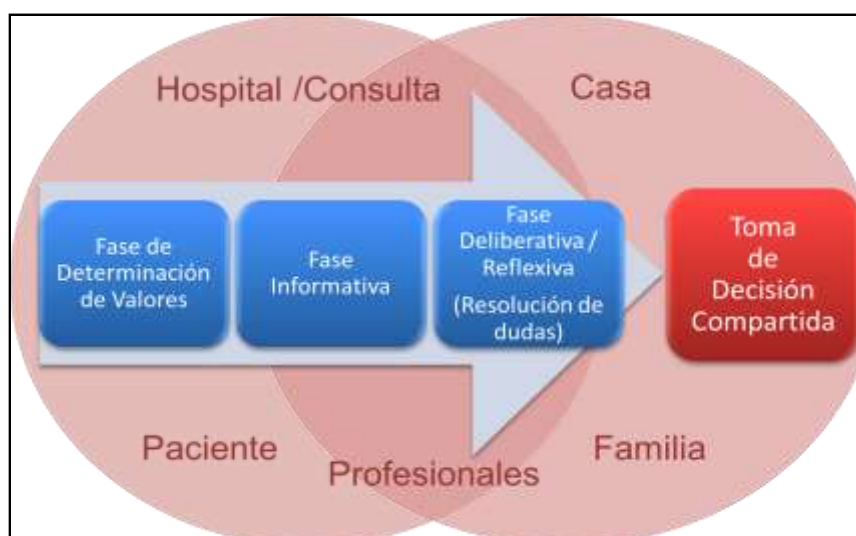 Hospital /Consulta
Casa
Fase de
Determinación
de Valores
Fase
Informativa
Fase
Deliberativa /
Reflexiva
(Resolución de
dudas)
Toma
de
Decisión
Compartida
Paciente
Profesionales
Familia